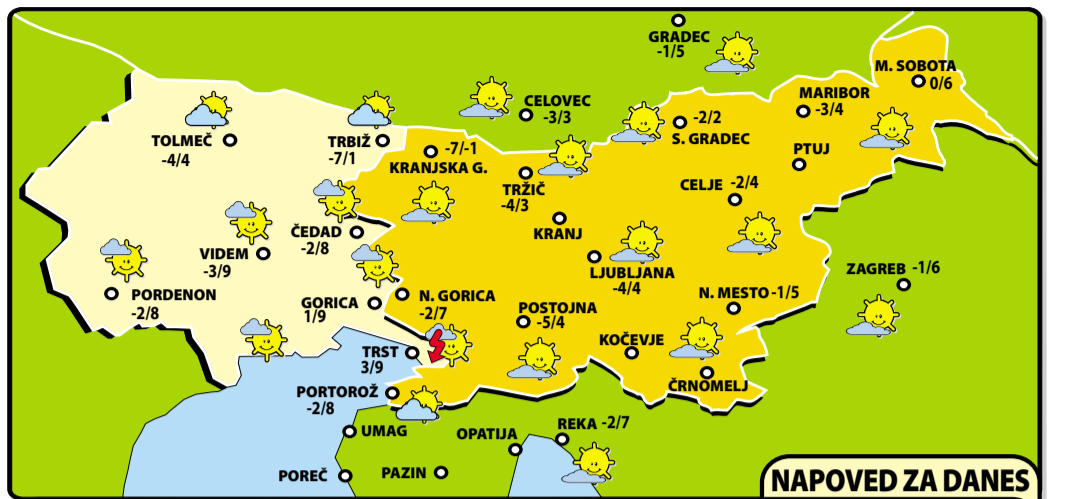 GRADEC
-1/5
M. SOBOTA
0/6
MARIBOR
-3/4
CELOVEC
-3/3
-2/2
S. GRADEC
TOLMEČ
-4/4
TRBIŽ
-7/1
-7/-1
KRANJSKA G.
PTUJ
TRŽIČ
-4/3
CELJE -2/4
KRANJ
ČEDAD
-2/8
VIDEM
-3/9
LJUBLJANA
-4/4
ZAGREB -1/6
PORDENON
-2/8
GORICA
1/9
N. GORICA
-2/7
N. MESTO -1/5
POSTOJNA
-5/4
KOČEVJE
TRST
3/9
ČRNOMELJ
PORTOROŽ
-2/8
UMAG
OPATIJA
REKA -2/7
POREČ
PAZIN
NAPOVED ZA DANES